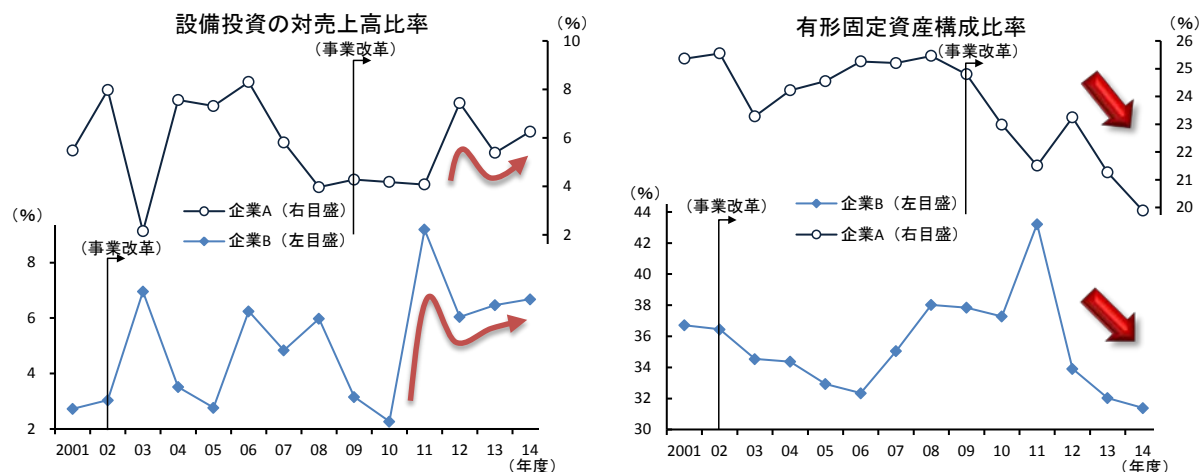 設備投資の対売上高比率
(%)
(事業改革)
10
8
6
4
2
企業A(右目盛)
企業B(左目盛)
(%)
(事業改革)
8
6
4
2
2001 02 03 04 05 06 07 08 09 10 11 12 13 14
(年度)
有形固定資産構成比率
(%)
(事業改革)
26
25
24
23
22
21
20
企業B(左目盛)
企業A(右目盛)
(%)
(事業改革)
44
42
40
38
36
34
32
30
2001 02 03 04 05 06 07 08 09 10 11 12 13 14
(年度)